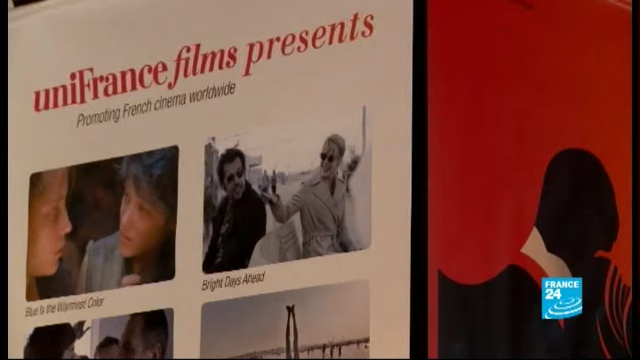 uniFrance films presents
Promoting French cinema worldwide
Blue Is the Warmest Color
Bright Days Ahead
FRANCE
24